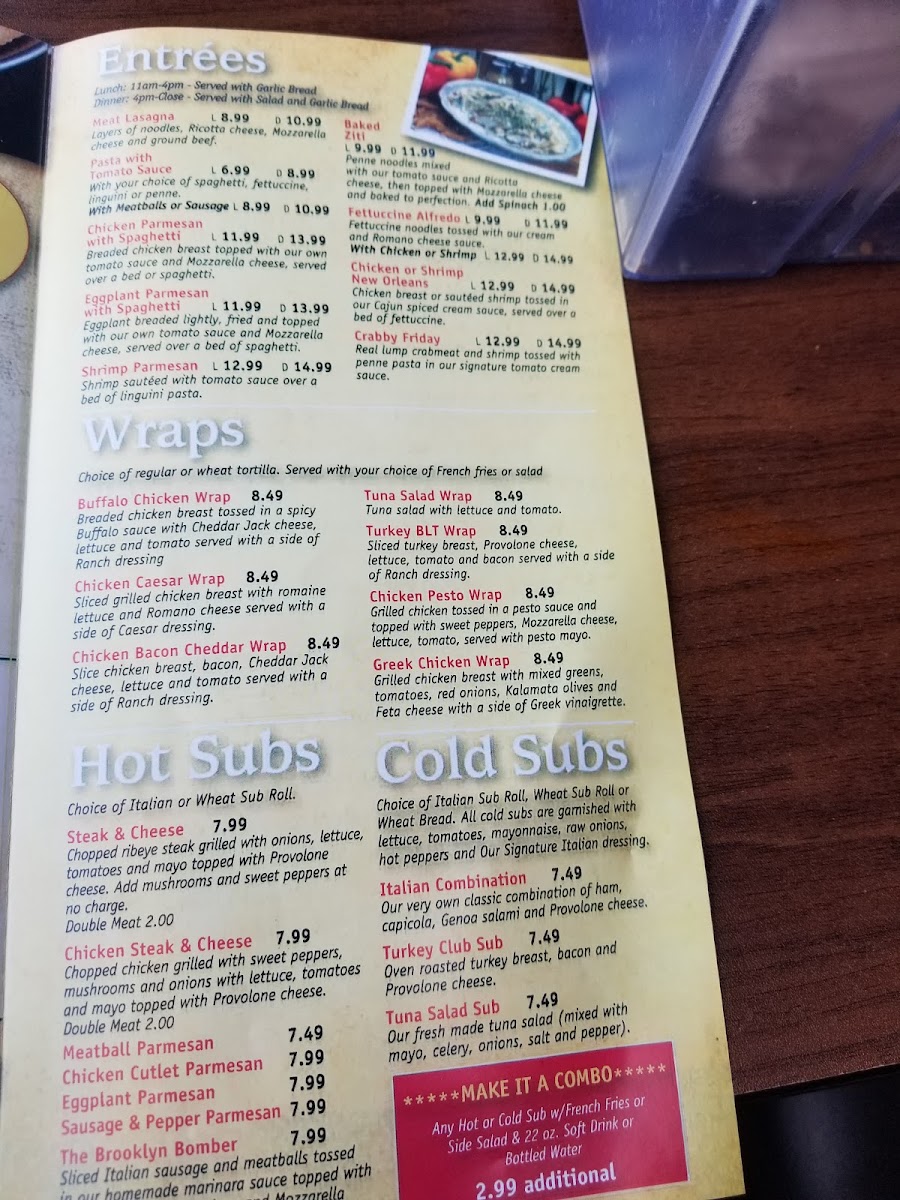 Entrées
Lunch: 11am-4pm - Served with Garlic Bread
Dinner: 4pm-Close - Served with Salad and Garlic Bread
Meat Lasagna L 8.99 D 10.99
Layers of noodles, Ricotta cheese, Mozzarella
cheese and ground beef.
Pasta with
Tomato Sauce L 6.99 D 8.99
With your choice of spaghetti, fettuccine,
linguini or penne.
With Meatballs or Sausage L 8.99 D 10.99
Chicken Parmesan
with Spaghetti L 11.99 D 13.99
Breaded chicken breast topped with our own
tomato sauce and Mozzarella cheese, served
over a bed or spaghetti.
Eggplant Parmesan
with Spaghetti L 11.99 D 13.99
Eggplant breaded lightly, fried and topped
with our own tomato sauce and Mozzarella
cheese, served over a bed of spaghetti.
Shrimp Parmesan L 12.99 D 14.99
Shrimp sautéed with tomato sauce over a
bed of linguini pasta.
Baked
Ziti
L 9.99 D 11.99
Penne noodles mixed
with our tomato sauce and Ricotta
cheese, then topped with Mozzarella cheese
and baked to perfection. Add Spinach 1.00
Fettuccine Alfredo L 9.99 D 11.99
Fettuccine noodles tossed with our cream
and Romano cheese sauce.
With Chicken or Shrimp L 12.99 D 14.99
Chicken or Shrimp
New Orleans L 12.99 D 14.99
Chicken breast or sautéed shrimp tossed in
our Cajun spiced cream sauce, served over a
bed of fettuccine.
Crabby Friday L 12.99 D 14.99
Real lump crabmeat and shrimp tossed with
penne pasta in our signature tomato cream
sauce.
Wraps
Choice of regular or wheat tortilla. Served with your choice of French fries or salad
Buffalo Chicken Wrap 8.49
Breaded chicken breast tossed in a spicy
Buffalo sauce with Cheddar Jack cheese,
lettuce and tomato served with a side of
Ranch dressing
Chicken Caesar Wrap 8.49
Sliced grilled chicken breast with romaine
lettuce and Romano cheese served with a
side of Caesar dressing.
Chicken Bacon Cheddar Wrap 8.49
Slice chicken breast, bacon, Cheddar Jack
cheese, lettuce and tomato served with a
side of Ranch dressing.
Tuna Salad Wrap 8.49
Tuna salad with lettuce and tomato.
Turkey BLT Wrap 8.49
Sliced turkey breast, Provolone cheese,
lettuce, tomato and bacon served with a side
of Ranch dressing.
Chicken Pesto Wrap 8.49
Grilled chicken tossed in a pesto sauce and
topped with sweet peppers, Mozzarella cheese,
lettuce, tomato, served with pesto mayo.
Greek Chicken Wrap 8.49
Grilled chicken breast with mixed greens,
tomatoes, red onions, Kalamata olives and
Feta cheese with a side of Greek vinaigrette.
Hot Subs
Choice of Italian or Wheat Sub Roll.
Steak & Cheese 7.99
Chopped ribeye steak grilled with onions, lettuce,
tomatoes and mayo topped with Provolone
cheese. Add mushrooms and sweet peppers at
no charge.
Double Meat 2.00
Chicken Steak & Cheese 7.99
Chopped chicken grilled with sweet peppers,
mushrooms and onions with lettuce, tomatoes
and mayo topped with Provolone cheese.
Double Meat 2.00
Meatball Parmesan 7.49
Chicken Cutlet Parmesan 7.99
Eggplant Parmesan 7.99
Sausage & Pepper Parmesan 7.99
The Brooklyn Bomber 7.99
Sliced Italian sausage and meatballs tossed
in our homemade marinara sauce topped with
and Mozzarella
Cold Subs
Choice of Italian Sub Roll, Wheat Sub Roll or
Wheat Bread. All cold subs are garnished with
lettuce, tomatoes, mayonnaise, raw onions,
hot peppers and Our Signature Italian dressing.
Italian Combination 7.49
Our very own classic combination of ham,
capicola, Genoa salami and Provolone cheese.
Turkey Club Sub 7.49
Oven roasted turkey breast, bacon and
Provolone cheese.
Tuna Salad Sub 7.49
Our fresh made tuna salad (mixed with
mayo, celery, onions, salt and pepper).
*****MAKE IT A COMBO*****
Any Hot or Cold Sub w/French Fries or
Side Salad & 22 oz. Soft Drink or
Bottled Water
2.99 additional